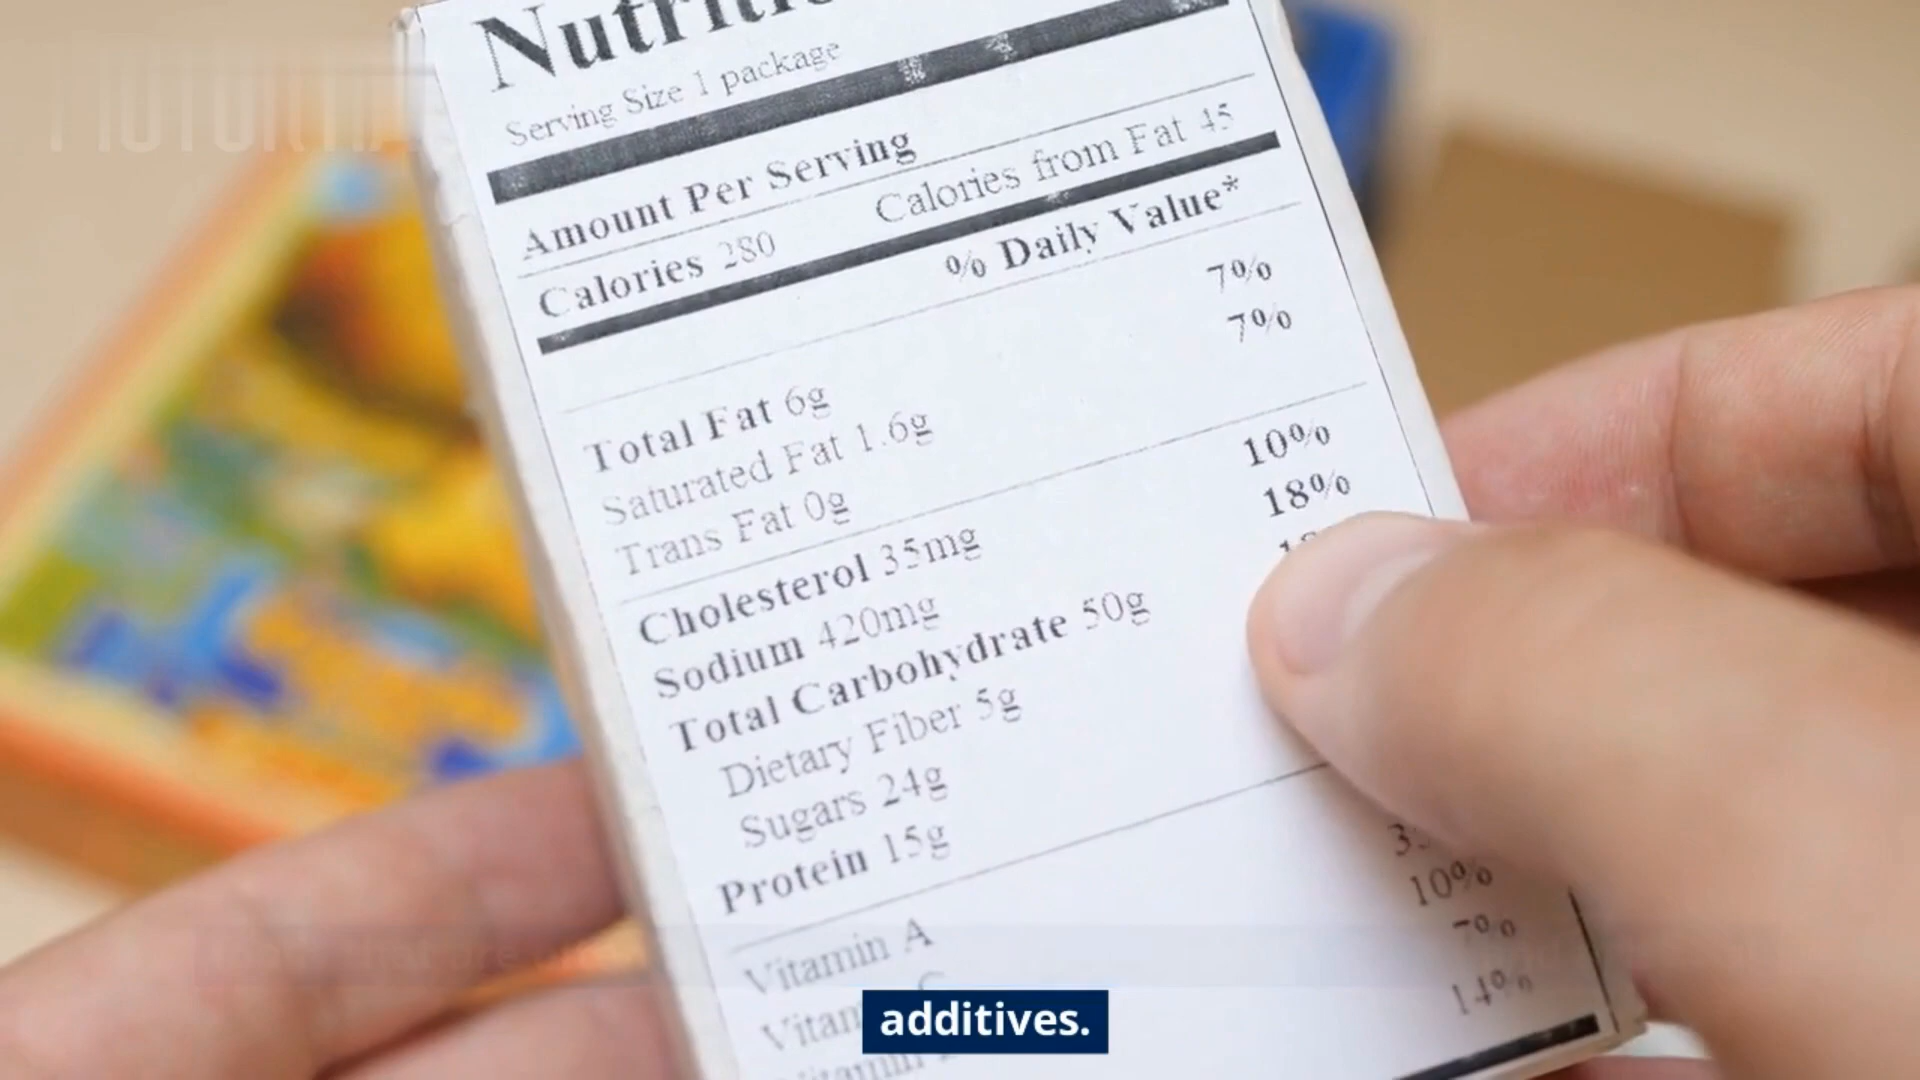 Serving Size 1 package
Amount Per Serving
Calories 280 Calories from Fat 45
% Daily Value*
7%
7%
Total Fat 6g
Saturated Fat 1.6g
Trans Fat 0g
10%
18%
Cholesterol 35mg
Sodium 420mg
Total Carbohydrate 50g
Dietary Fiber 5g
Sugars 24g
Protein 15g
10%
7%
14%
Vitamin A
additives.